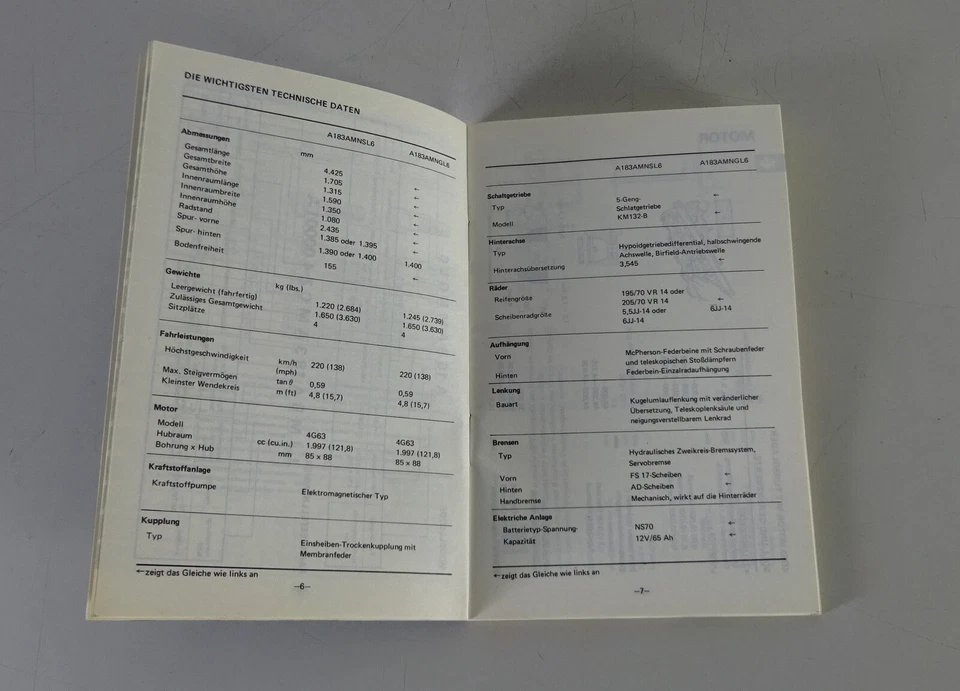 DIE WICHTIGSTEN TECHNISCHE DATEN
A183AMNSL6 A183AMNGL6
Abmessungen
Gesamtlänge mm 4.425 ←
Gesamtbreite 1.705 ←
Gesamthöhe 1.315 ←
Innenraumlänge 1.590 ←
Innenraumbreite 1.350 ←
Innenraumhöhe 1.080 ←
Radstand 2.435 ←
Spur- vorne 1.385 oder 1.395 ←
Spur- hinten 1.390 oder 1.400 1.400
Bodenfreiheit 155 ←
Gewichte
Leergewicht (fahrfertig) kg (lbs.) 1.220 (2.684) 1.245 (2.739)
Zulässiges Gesamtgewicht 1.650 (3.630) 1.650 (3.630)
Sitzplätze 4 4
Fahrleistungen
Höchstgeschwindigkeit km/h (mph) 220 (138) 220 (138)
Max. Steigvermögen tan θ 0,59 0,59
Kleinster Wendekreis m (ft) 4,8 (15,7) 4,8 (15,7)
Motor
Modell 4G63 4G63
Hubraum cc (cu.in.) 1.997 (121,8) 1.997 (121,8)
Bohrung x Hub mm 85 x 88 85 x 88
Kraftstoffanlage
Kraftstoffpumpe Elektromagnetischer Typ
Kupplung
Typ Einsheiben-Trockenkupplung mit
Membranfeder
←zeigt das Gleiche wie links an
—6—
A183AMNSL6 A183AMNGL6
Schaltgetriebe
Typ 5-Geng- ←
Schlatgetriebe
Modell KM132-B ←
Hinterachse
Typ Hypoidgetriebedifferential, halbschwingende
Achswelle, Birfield-Antriebswelle
Hinterachsübersetzung 3,545 ←
Räder
Reifengröße 195/70 VR 14 oder
205/70 VR 14 ←
Scheibenradgröße 5,5JJ-14 oder 6JJ-14
6JJ-14
Aufhängung
Vorn McPherson-Federbeine mit Schraubenfeder
und teleskopischen Stoßdämpfern
Hinten Federbein-Einzalradaufhängung
Lenkung
Bauart Kugelumlauflenkung mit veränderlicher
Übersetzung, Teleskoplenksäule und
neigungsverstellbarem Lenkrad
Bremsen
Typ Hydraulisches Zweikreis-Bremssystem,
Servobremse
Vorn FS 17-Scheiben ←
Hinten AD-Scheiben ←
Handbremse Mechanisch, wirkt auf die Hinterräder
Elektriche Anlage
Batterietyp-Spannung- NS70 ←
Kapazität 12V/65 Ah ←
←zeigt das Gleiche wie links an
—7—